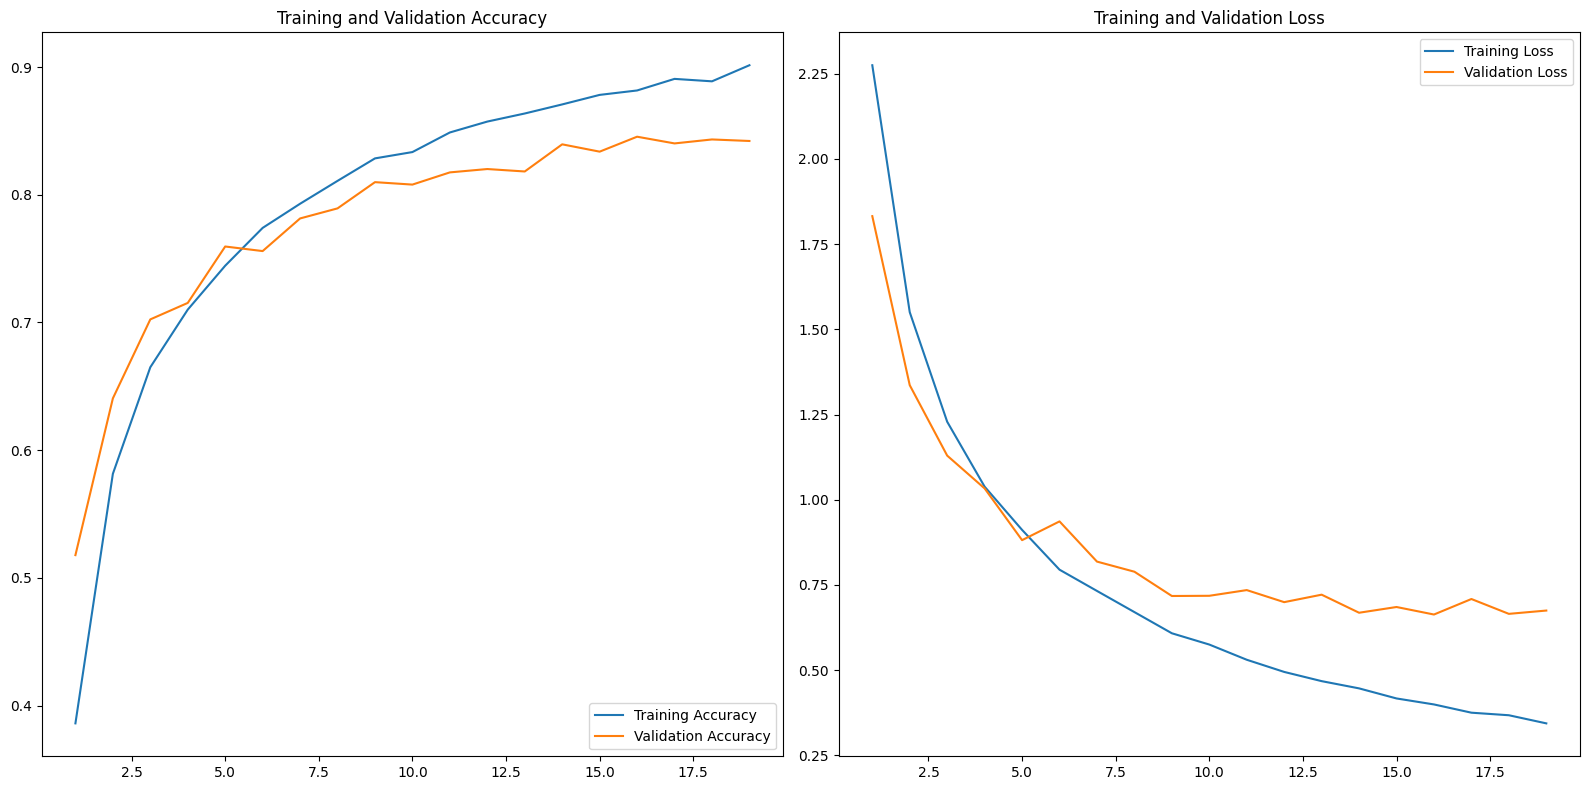 Training and Validation Accuracy
0.9
0.8
0.7
0.6
0.5
0.4
Training Accuracy
Validation Accuracy
2.5 5.0 7.5 10.0 12.5 15.0 17.5
Training and Validation Loss
Training Loss
Validation Loss
2.25
2.00
1.75
1.50
1.25
1.00
0.75
0.50
0.25
2.5 5.0 7.5 10.0 12.5 15.0 17.5